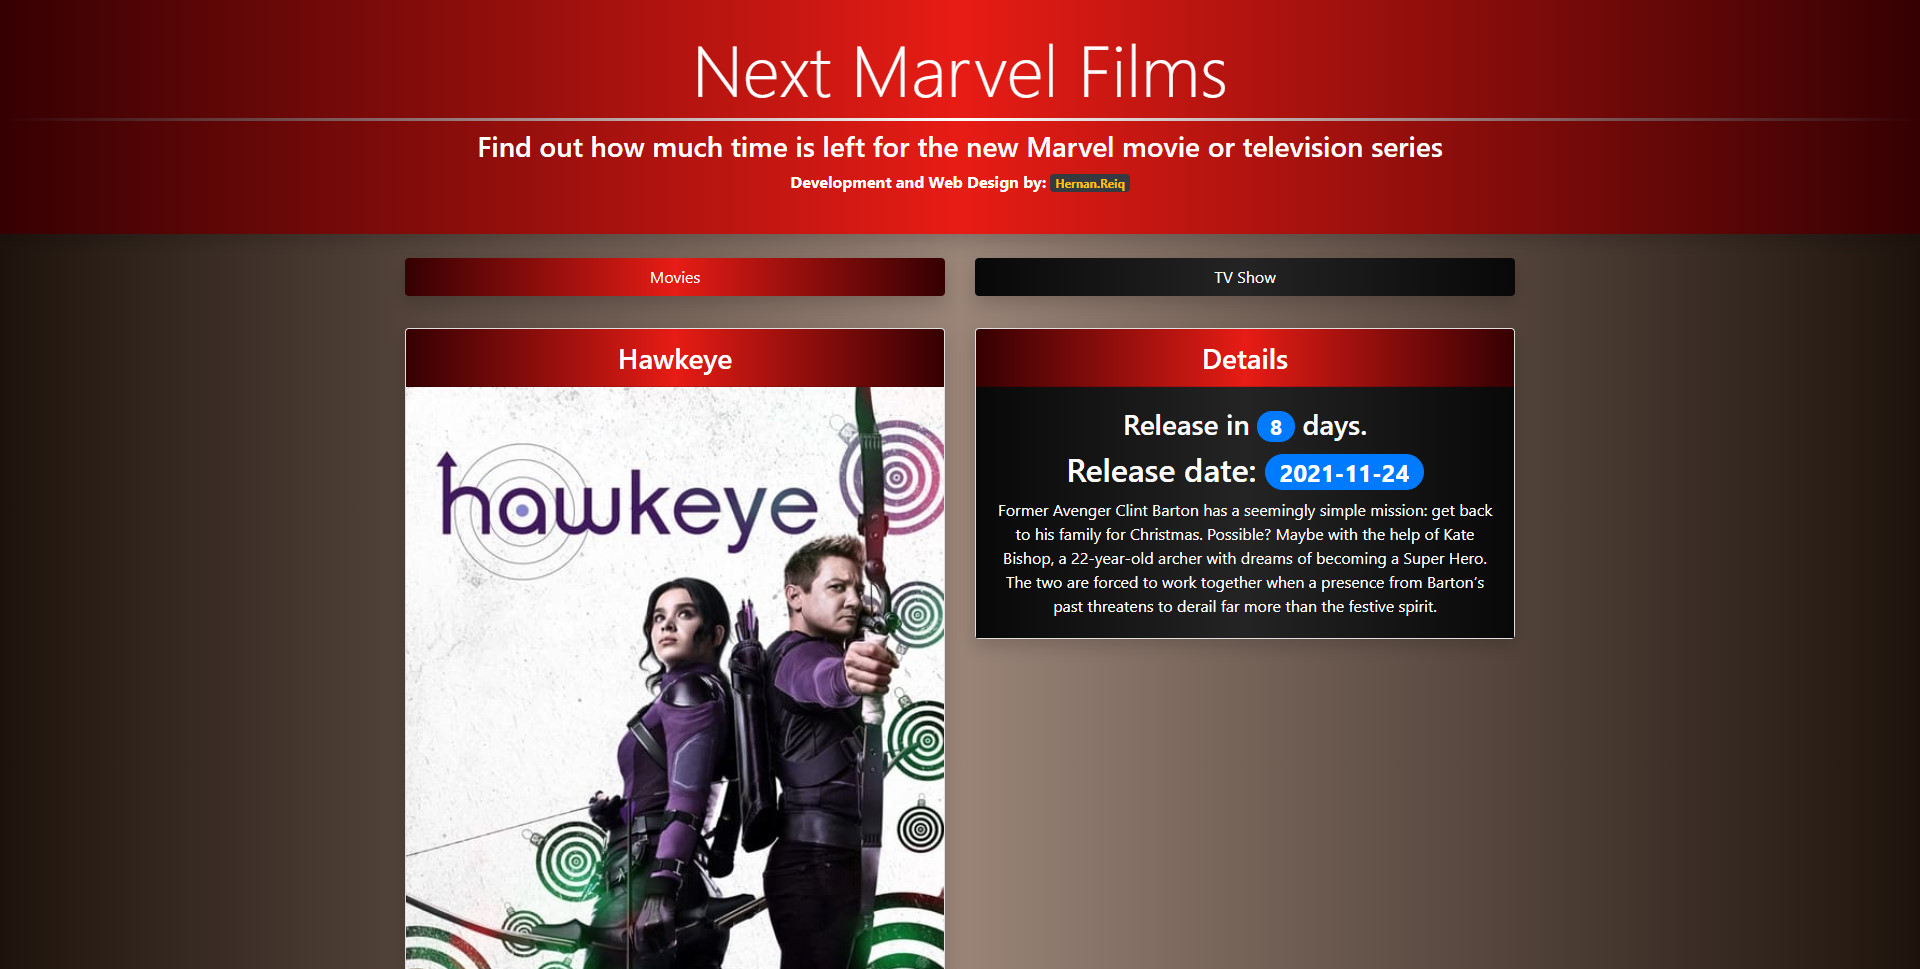 Next Marvel Films
Find out how much time is left for the new Marvel movie or television series
Development and Web Design by: Hernan.Reiq
Movies
TV Show
Hawkeye
hawkeye
Details
Release in 8 days.
Release date: 2021-11-24
Former Avenger Clint Barton has a seemingly simple mission: get back
to his family for Christmas. Possible? Maybe with the help of Kate
Bishop, a 22-year-old archer with dreams of becoming a Super Hero.
The two are forced to work together when a presence from Barton’s
past threatens to derail far more than the festive spirit.